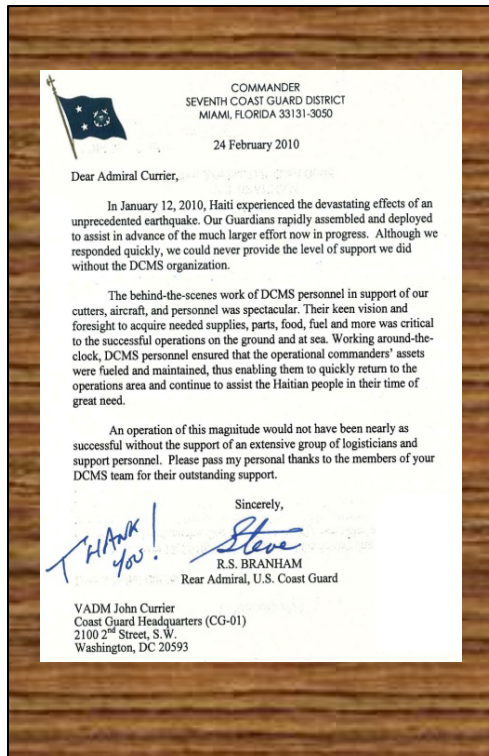 COMMANDER
SEVENTH COAST GUARD DISTRICT
MIAMI, FLORIDA 33131-3050
24 February 2010
Dear Admiral Currier,
In January 12, 2010, Haiti experienced the devastating effects of an
unprecedented earthquake. Our Guardians rapidly assembled and deployed
to assist in advance of the much larger effort now in progress. Although we
responded quickly, we could never provide the level of support we did
without the DCMS organization.
The behind-the-scenes work of DCMS personnel in support of our
cutters, aircraft, and personnel was spectacular. Their keen vision and
foresight to acquire needed supplies, parts, food, fuel and more was critical
to the successful operations on the ground and at sea. Working around-the-
clock, DCMS personnel ensured that the operational commanders' assets
were fueled and maintained, thus enabling them to quickly return to the
operations area and continue to assist the Haitian people in their time of
great need.
An operation of this magnitude would not have been nearly as
successful without the support of an extensive group of logisticians and
support personnel. Please pass my personal thanks to the members of your
DCMS team for their outstanding support.
Sincerely,
THANK
YOU!
Steve
R.S. BRANHAM
Rear Admiral, U.S. Coast Guard
VADM John Currier
Coast Guard Headquarters (CG-01)
2100 2nd Street, S.W.
Washington, DC 20593